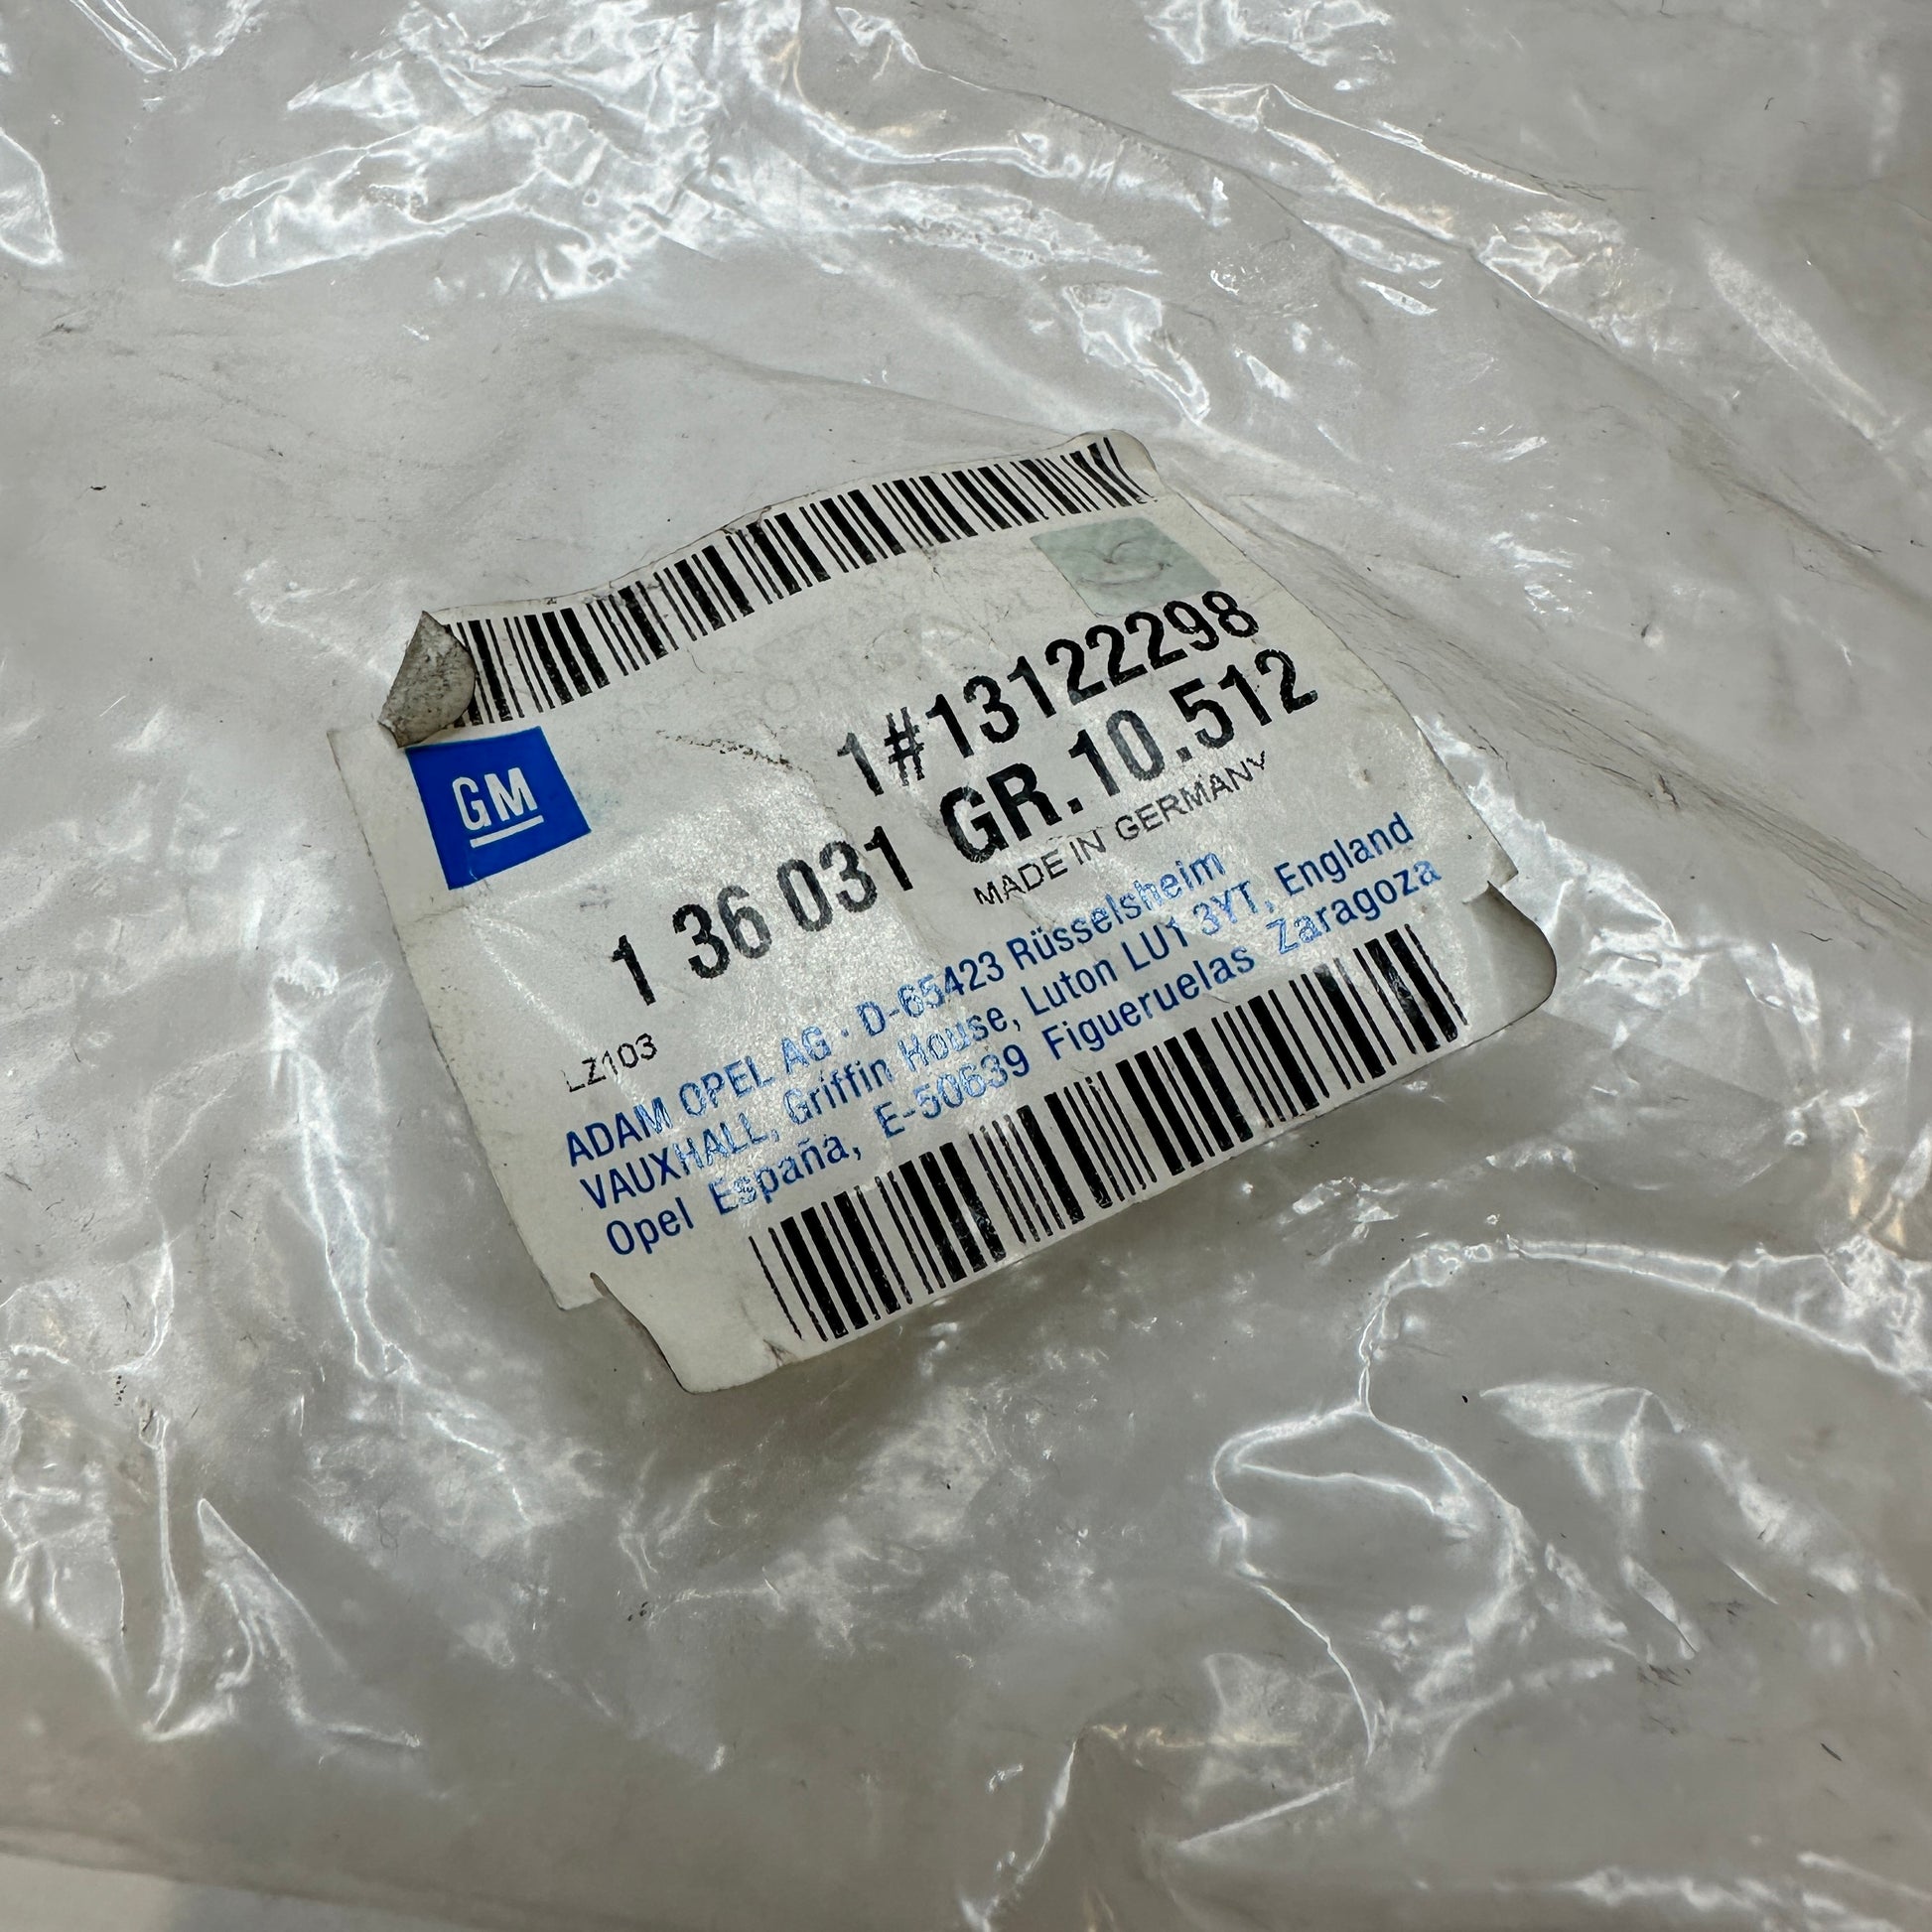 GM
1#13122298
1 36 031 GR.10.512
MADE IN GERMANY
LZ103
ADAM OPEL AG · D-65423 Rüsselsheim
VAUXHALL, Griffin House, Luton LU1 3YT, England
Opel España, E-50639 Figueruelas Zaragoza